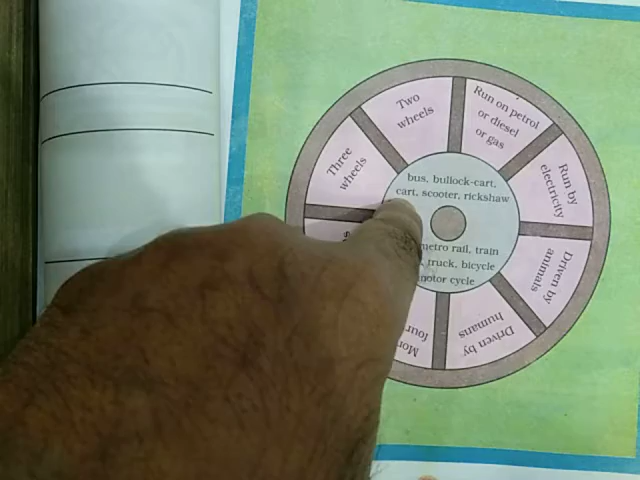 Two
wheels
Run on petrol
or diesel
or gas
Run by
electricity
Driven by
animals
Driven by
humans
four
Three
wheels
bus, bullock-cart,
cart, scooter, rickshaw
metro rail, train
truck, bicycle
motor cycle